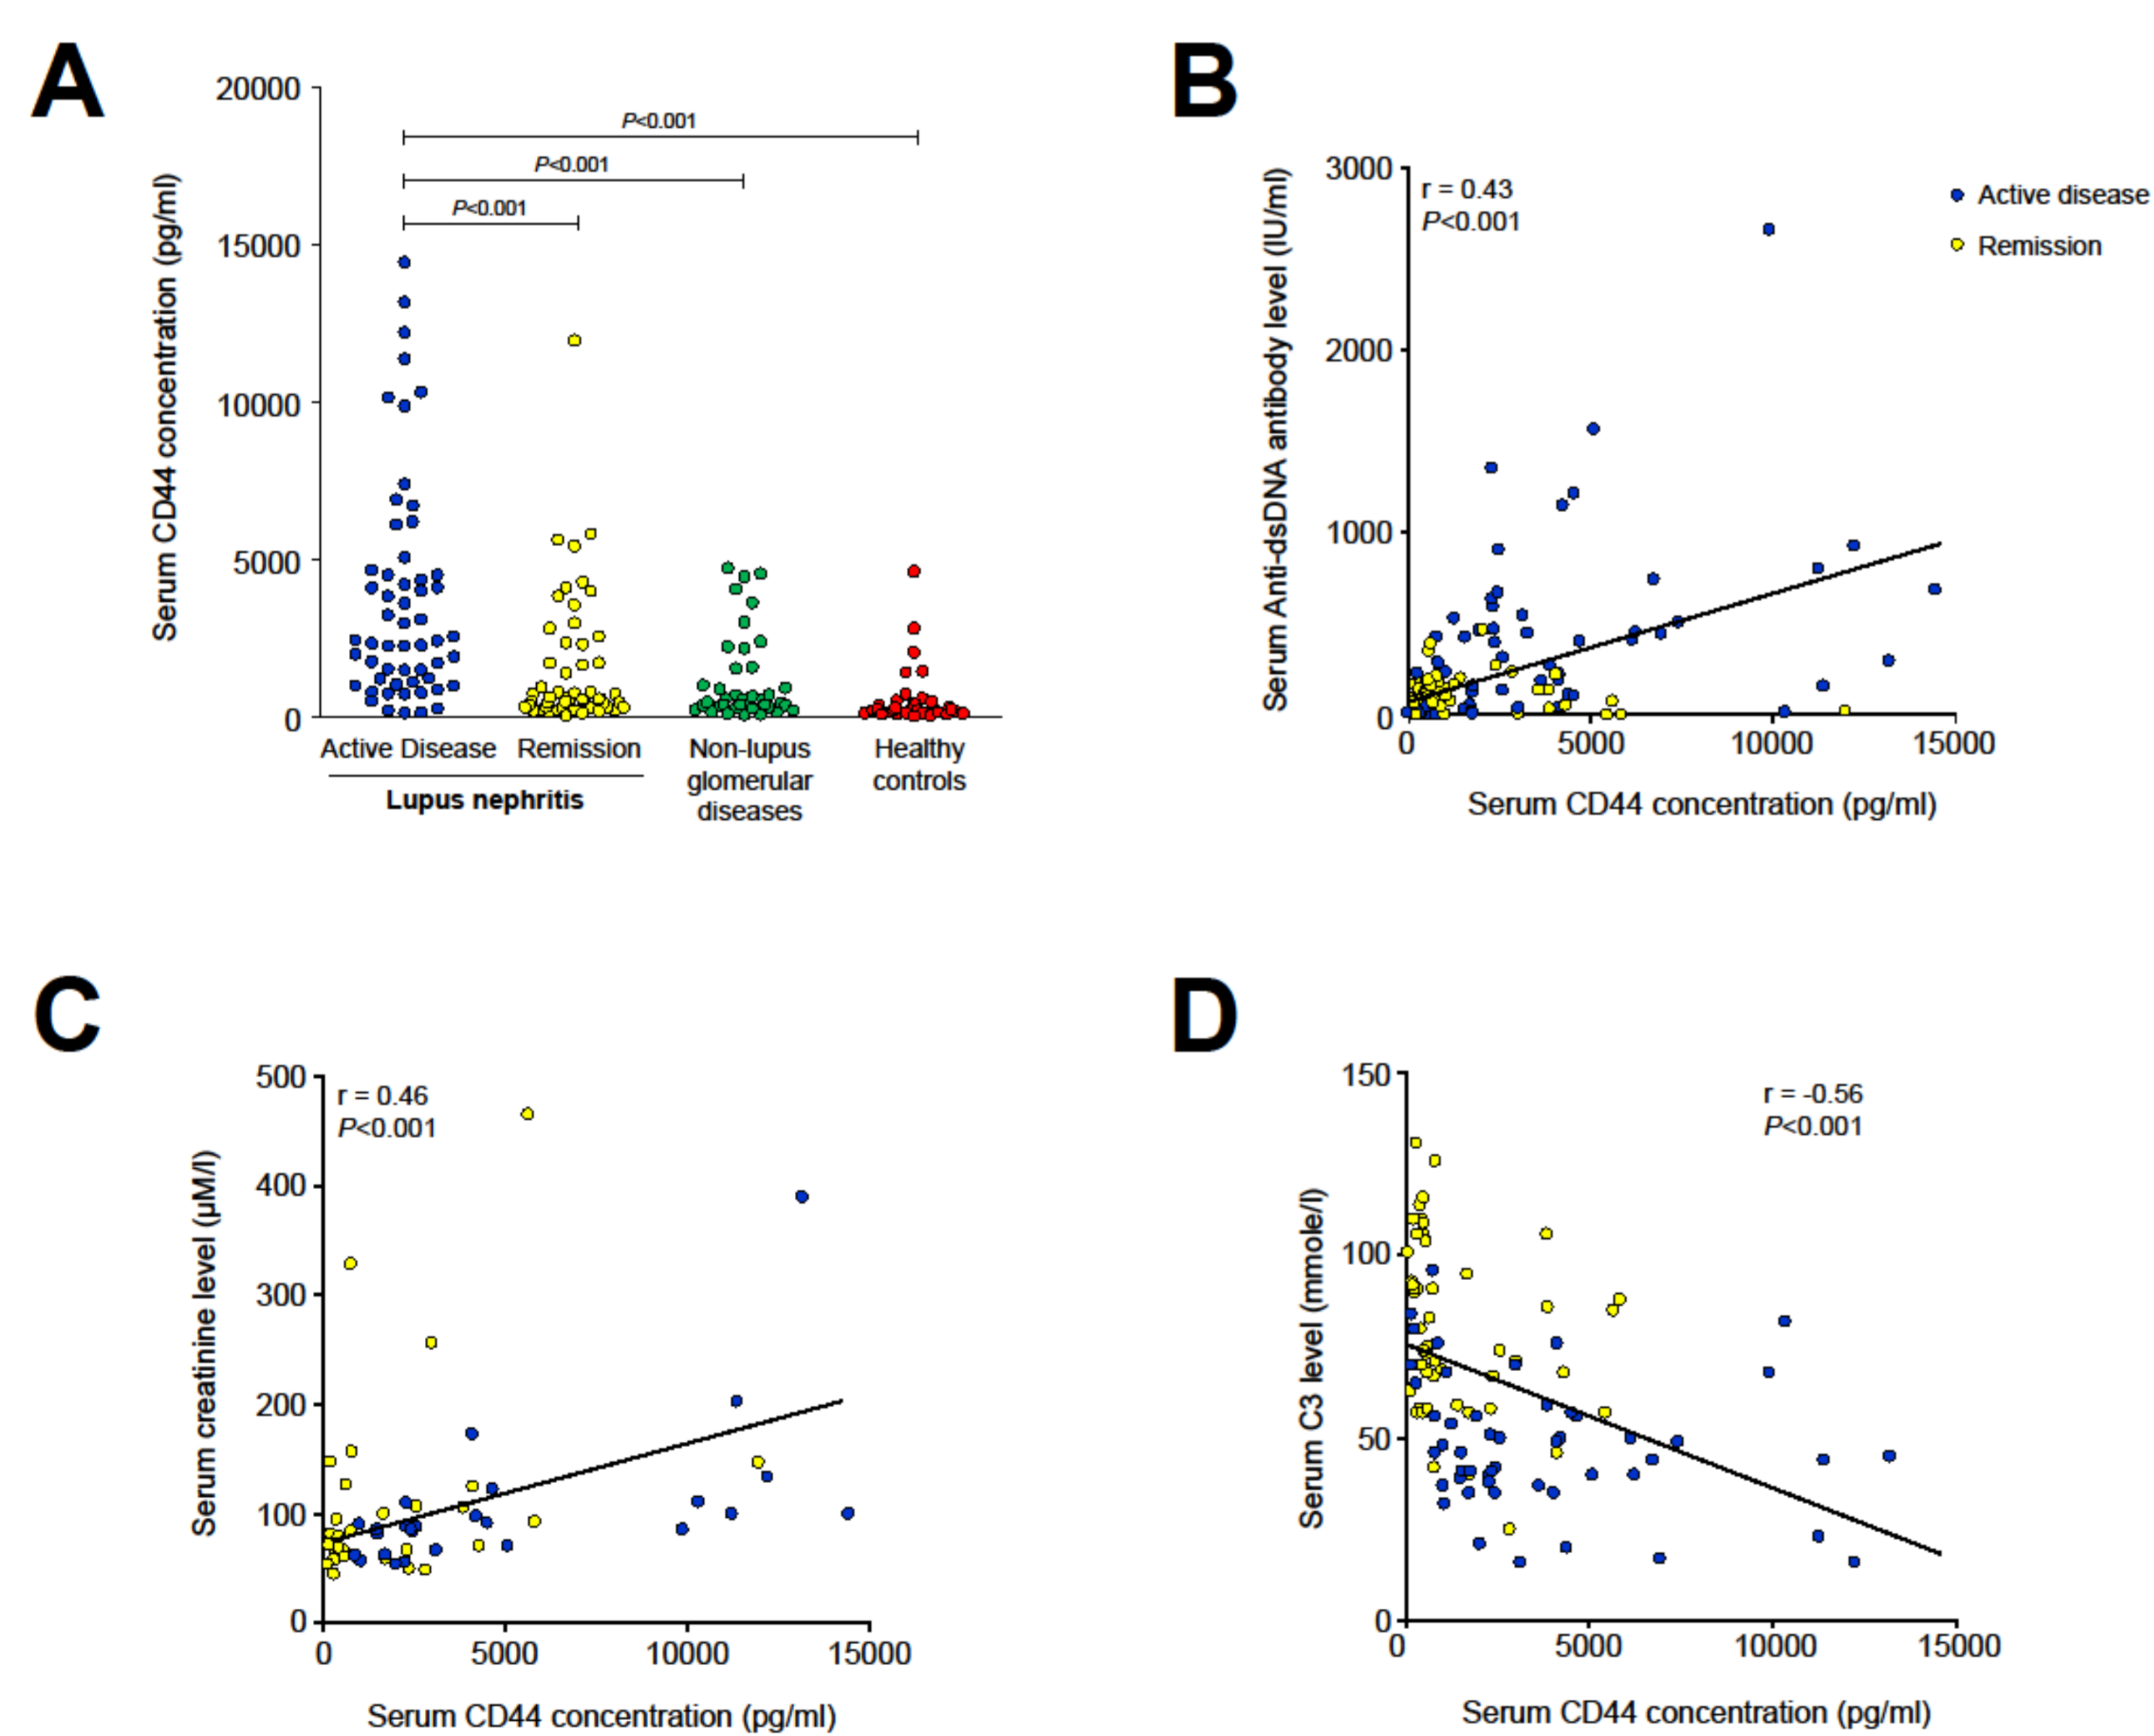 A
20000
15000
10000
5000
0
Serum CD44 concentration (pg/ml)
P<0.001
P<0.001
P<0.001
Active Disease
Remission
Lupus nephritis
Non-lupus
glomerular
diseases
Healthy
controls
B
3000
2000
1000
0
Serum Anti-dsDNA antibody level (IU/ml)
r = 0.43
P<0.001
Active disease
Remission
0 5000 10000 15000
Serum CD44 concentration (pg/ml)
C
500
400
300
200
100
0
Serum creatinine level (µM/l)
r = 0.46
P<0.001
0 5000 10000 15000
Serum CD44 concentration (pg/ml)
D
150
100
50
0
Serum C3 level (mmole/l)
r = -0.56
P<0.001
0 5000 10000 15000
Serum CD44 concentration (pg/ml)